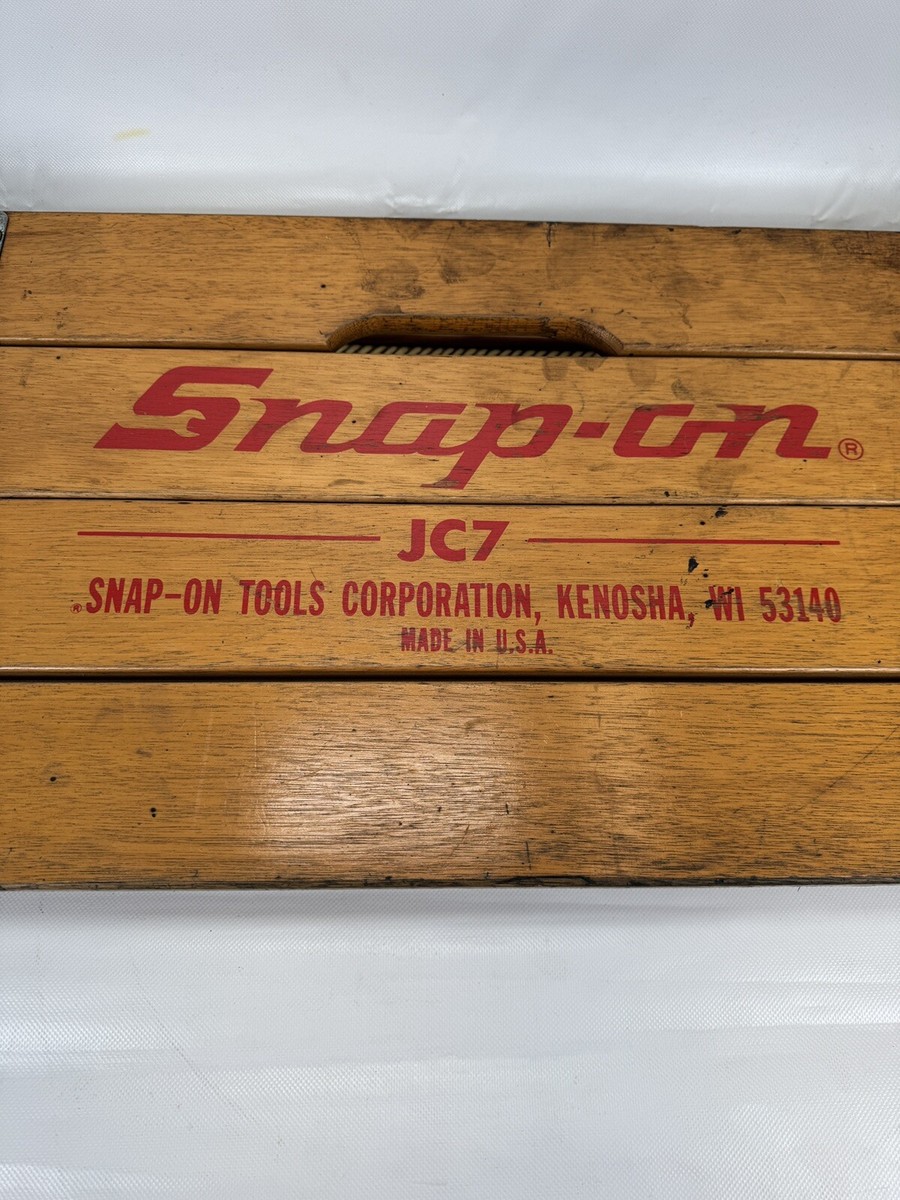 Snap-on®
JC7
®SNAP-ON TOOLS CORPORATION, KENOSHA, WI 53140
MADE IN U.S.A.